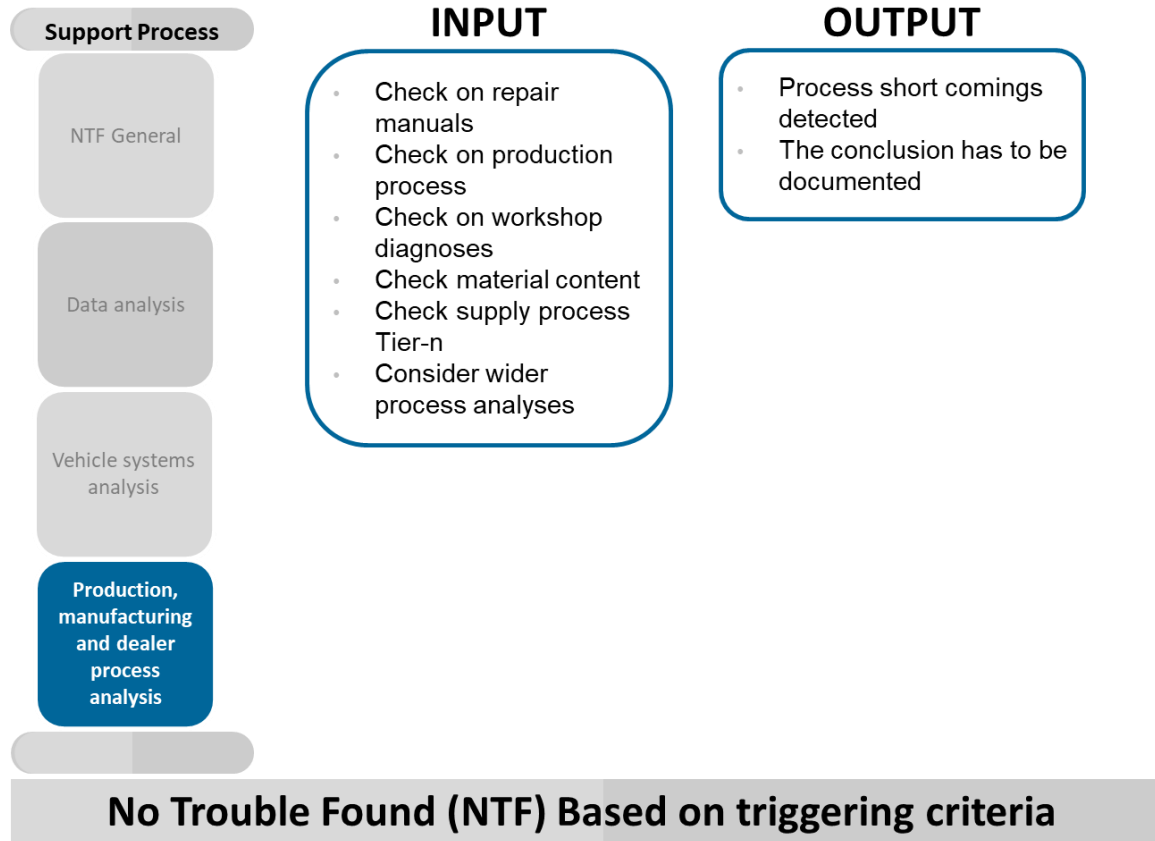 Support Process
NTF General
Data analysis
Vehicle systems
analysis
Production,
manufacturing
and dealer
process
analysis
INPUT
Check on repair
manuals
Check on production
process
Check on workshop
diagnoses
Check material content
Check supply process
Tier-n
Consider wider
process analyses
OUTPUT
Process short comings
detected
The conclusion has to be
documented
No Trouble Found (NTF) Based on triggering criteria